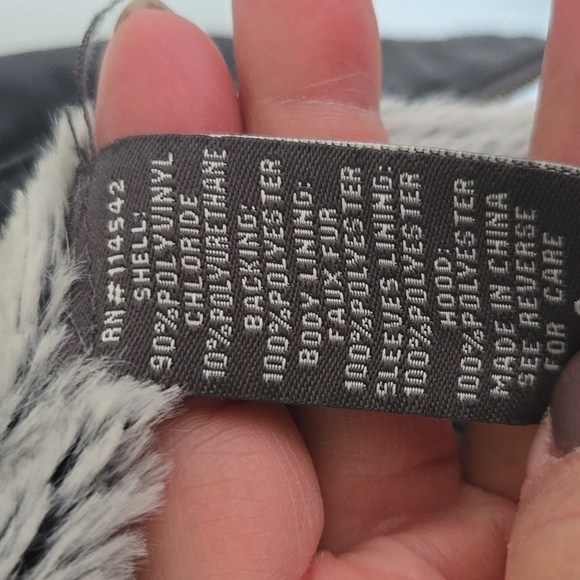 RN#114542
SHELL:
90%POLYVINYL
CHLORIDE
10%POLYURETHANE
BACKING:
100%POLYESTER
BODY LINING:
FAUX FUR
100%POLYESTER
SLEEVES LINING:
100%POLYESTER
HOOD:
100%POLYESTER
MADE IN CHINA
SEE REVERSE
FOR CARE